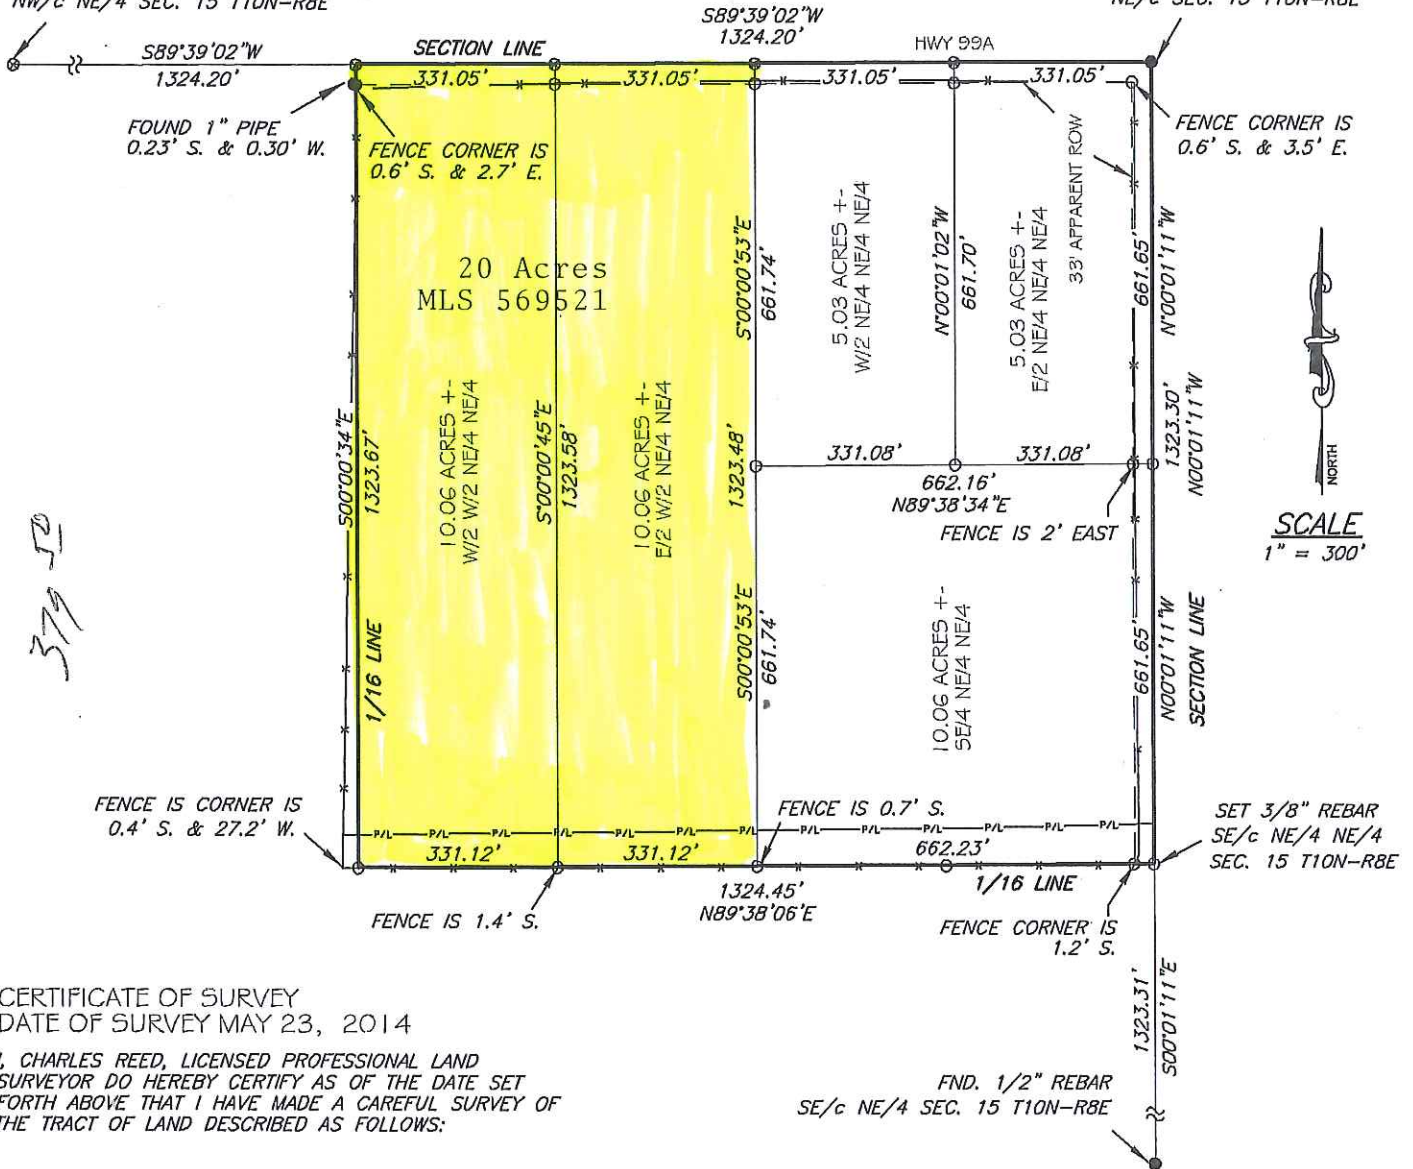 NW/c NE/4 SEC. 15 T10N-R8E
NE/c SEC. 15 T10N-R8E
S89°39'02"W
1324.20'
SECTION LINE
S89°39'02"W
1324.20'
HWY 99A
331.05'
331.05'
331.05'
331.05'
FOUND 1" PIPE
0.23' S. & 0.30' W.
FENCE CORNER IS
0.6' S. & 2.7' E.
FENCE CORNER IS
0.6' S. & 3.5' E.
33' APPARENT ROW
20 Acres
MLS 569521
S00°00'34"E
1323.67'
10.06 ACRES +-
W/2 W/2 NE/4 NE/4
S°00°00'45"E
1323.58'
10.06 ACRES +-
E/2 W/2 NE/4 NE/4
S°00°00'53"E
661.74'
1323.48'
5.03 ACRES +-
W/2 NE/4 NE/4 NE/4
N°00°01'02"W
661.70'
5.03 ACRES +-
E/2 NE/4 NE/4 NE/4
661.65'
N°00°01'11"W
1323.30'
N00°01'11"W
NORTH
SCALE
1" = 300'
331.08'
331.08'
662.16'
N89°38'34"E
FENCE IS 2' EAST
379 50
1/16 LINE
S00°00'53'E
661.74'
10.06 ACRES +-
SE/4 NE/4 NE/4
661.65'
N00°01'11"W
SECTION LINE
FENCE IS CORNER IS
0.4' S. & 27.2' W.
P/L P/L P/L P/L P/L P/L P/L P/L P/L P/L P/L
331.12'
331.12'
FENCE IS 0.7' S.
662.23'
SET 3/8" REBAR
SE/c NE/4 NE/4
SEC. 15 T10N-R8E
1324.45'
N89°38'06"E
1/16 LINE
FENCE IS 1.4' S.
FENCE CORNER IS
1.2' S.
1323.31'
S00°01'11"E
CERTIFICATE OF SURVEY
DATE OF SURVEY MAY 23, 2014
I, CHARLES REED, LICENSED PROFESSIONAL LAND
SURVEYOR DO HEREBY CERTIFY AS OF THE DATE SET
FORTH ABOVE THAT I HAVE MADE A CAREFUL SURVEY OF
THE TRACT OF LAND DESCRIBED AS FOLLOWS:
FND. 1/2" REBAR
SE/c NE/4 SEC. 15 T10N-R8E